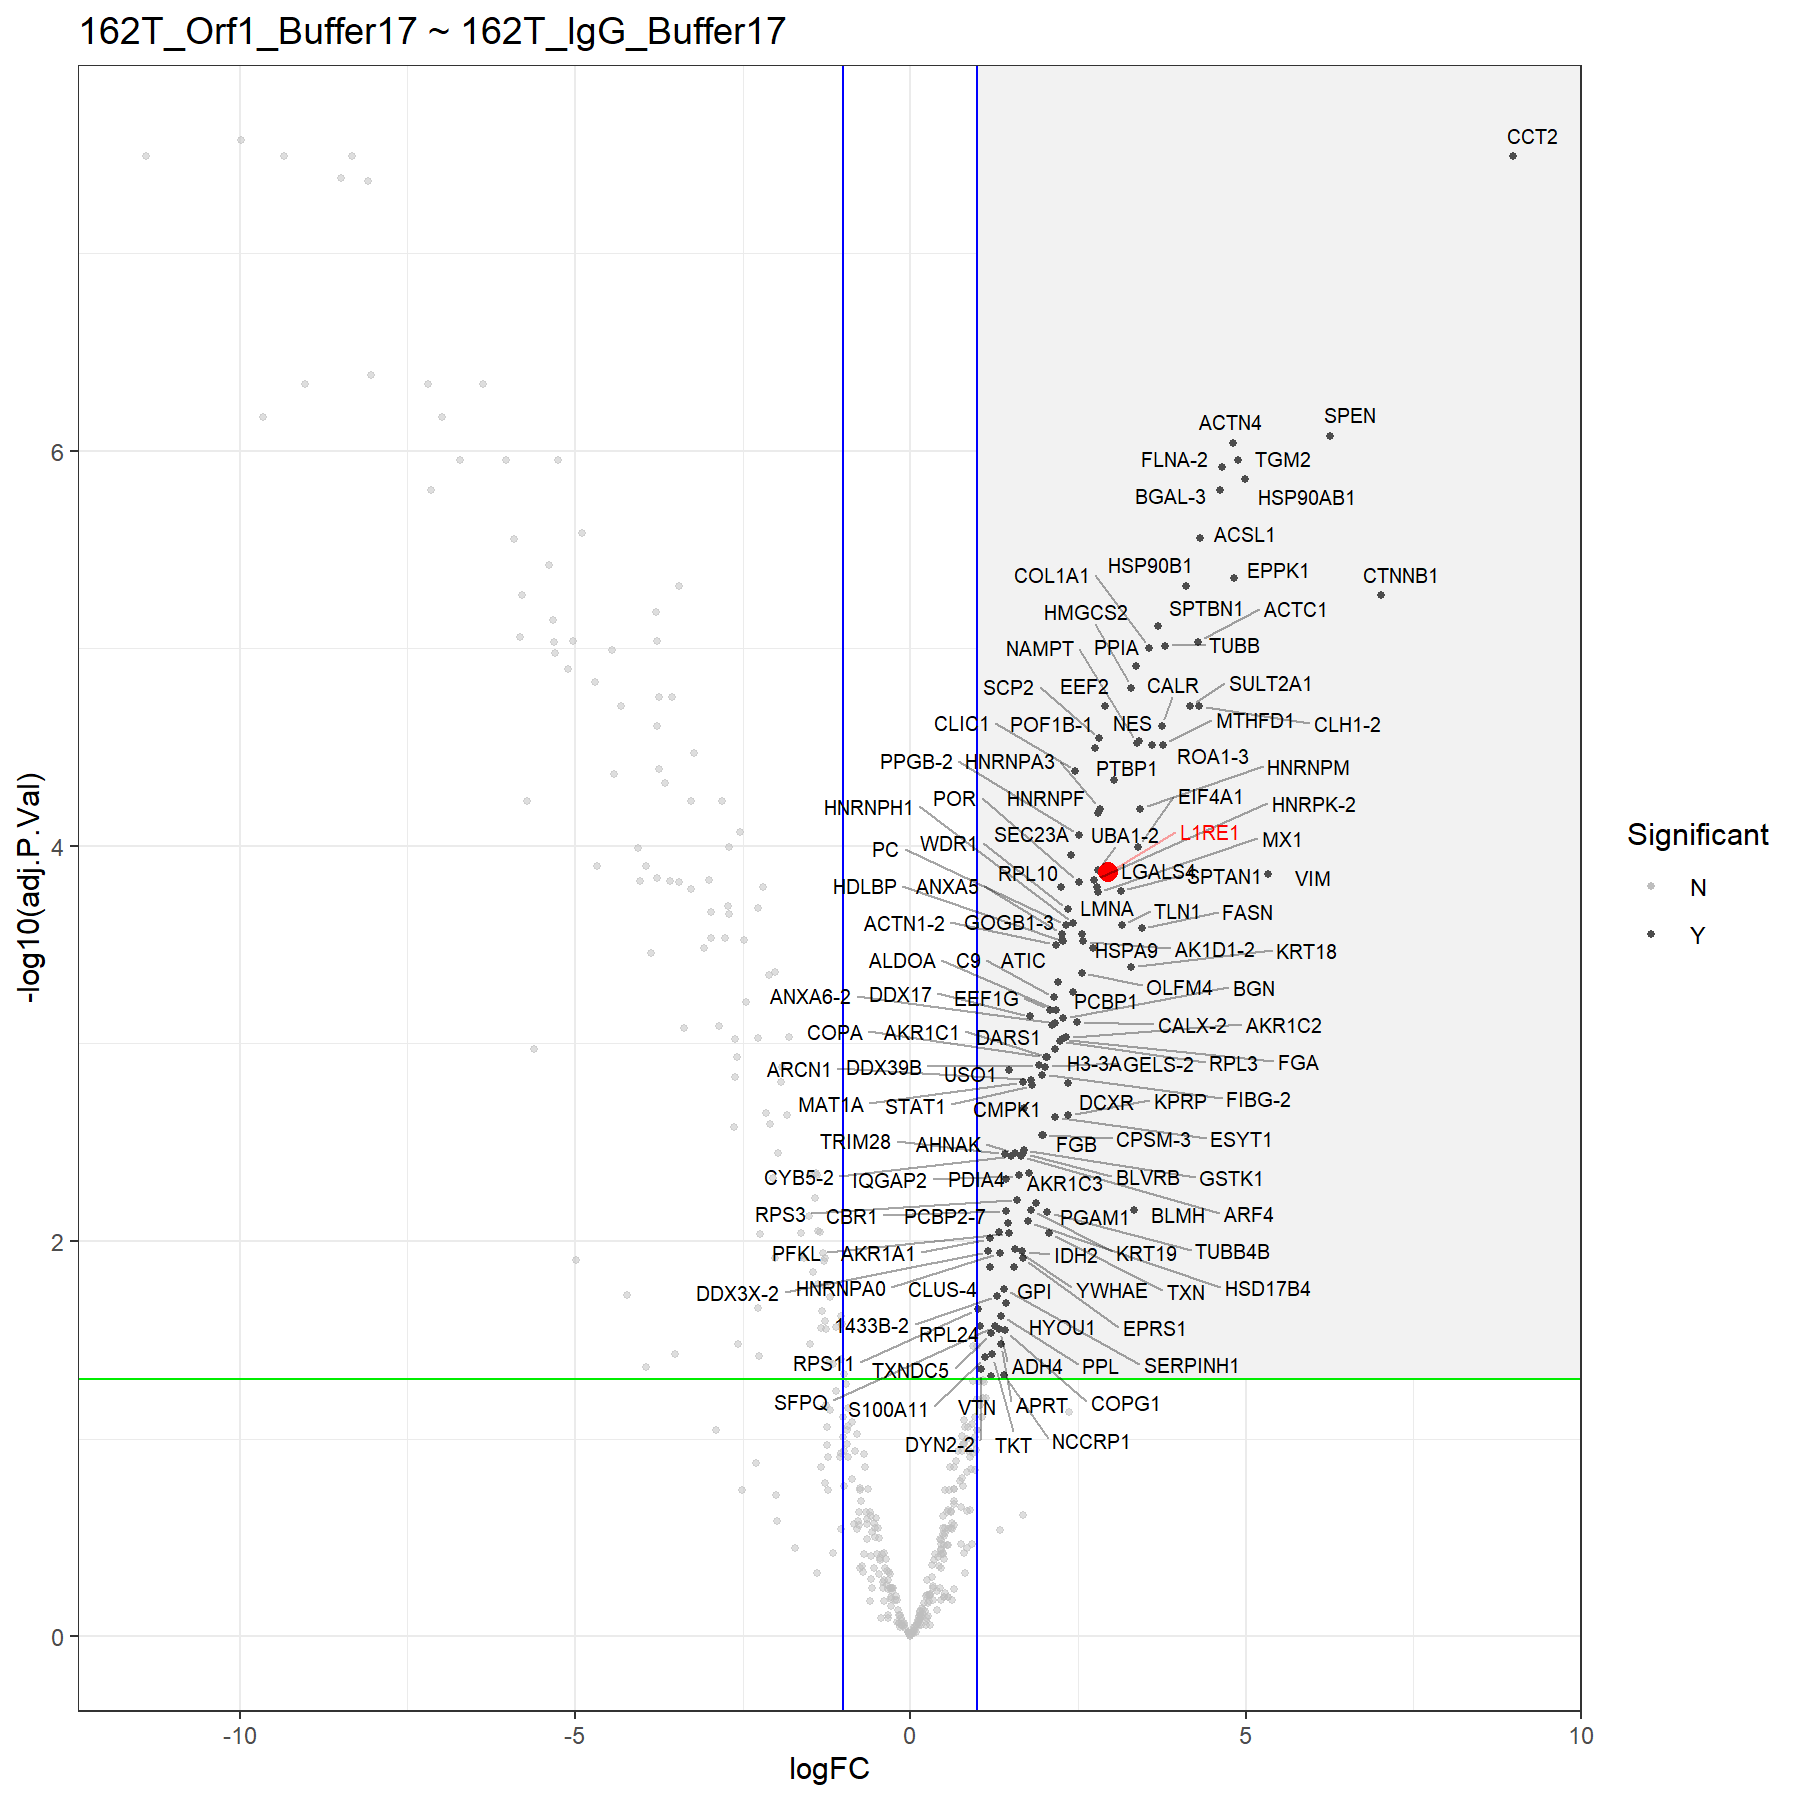 162T_Orf1_Buffer17 ~ 162T_IgG_Buffer17
CCT2
SPEN
ACTN4
FLNA-2
TGM2
BGAL-3
HSP90AB1
ACSL1
HSP90B1
EPPK1
COL1A1
CTNNB1
HMGCS2
SPTBN1
ACTC1
NAMPT
PPIA
TUBB
SCP2
EEF2
CALR
SULT2A1
CLIC1
POF1B-1
NES
MTHFD1
CLH1-2
PPGB-2
HNRNPA3
PTBP1
ROA1-3
HNRNPM
HNRNPH1
POR
HNRNPF
EIF4A1
HNRPK-2
PC
WDR1
SEC23A
UBA1-2
L1RE1
MX1
HDLBP
ANXA5
RPL10
LGALS4
SPTAN1
VIM
ACTN1-2
GOGB1-3
LMNA
TLN1
FASN
ALDOA
C9
ATIC
HSPA9
AK1D1-2
KRT18
ANXA6-2
DDX17
EEF1G
PCBP1
OLFM4
BGN
COPA
AKR1C1
DARS1
CALX-2
AKR1C2
ARCN1
DDX39B
USO1
H3-3A
GELS-2
RPL3
FGA
MAT1A
STAT1
CMPK1
DCXR
KPRP
FIBG-2
TRIM28
AHNAK
FGB
CPSM-3
ESYT1
CYB5-2
IQGAP2
PDIA4
AKR1C3
BLVRB
GSTK1
RPS3
CBR1
PCBP2-7
PGAM1
BLMH
ARF4
PFKL
AKR1A1
IDH2
KRT19
TUBB4B
DDX3X-2
HNRNPA0
CLUS-4
GPI
YWHAE
TXN
HSD17B4
1433B-2
RPL24
HYOU1
EPRS1
RPS11
TXNDC5
ADH4
PPL
SERPINH1
SFPQ
S100A11
VTN
APRT
COPG1
DYN2-2
TKT
NCCRP1
6
4
2
0
-10
-5
0
5
10
logFC
-log10(adj.P.Val)
Significant
N
Y